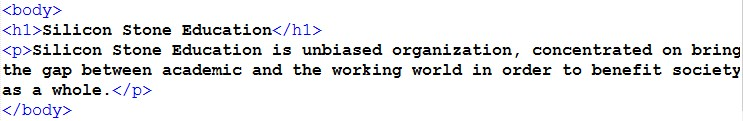 <body>
<h1>Silicon Stone Education</h1>
<p>Silicon Stone Education is unbiased organization, concentrated on bring
the gap between academic and the working world in order to benefit society
as a whole.</p>
</body>